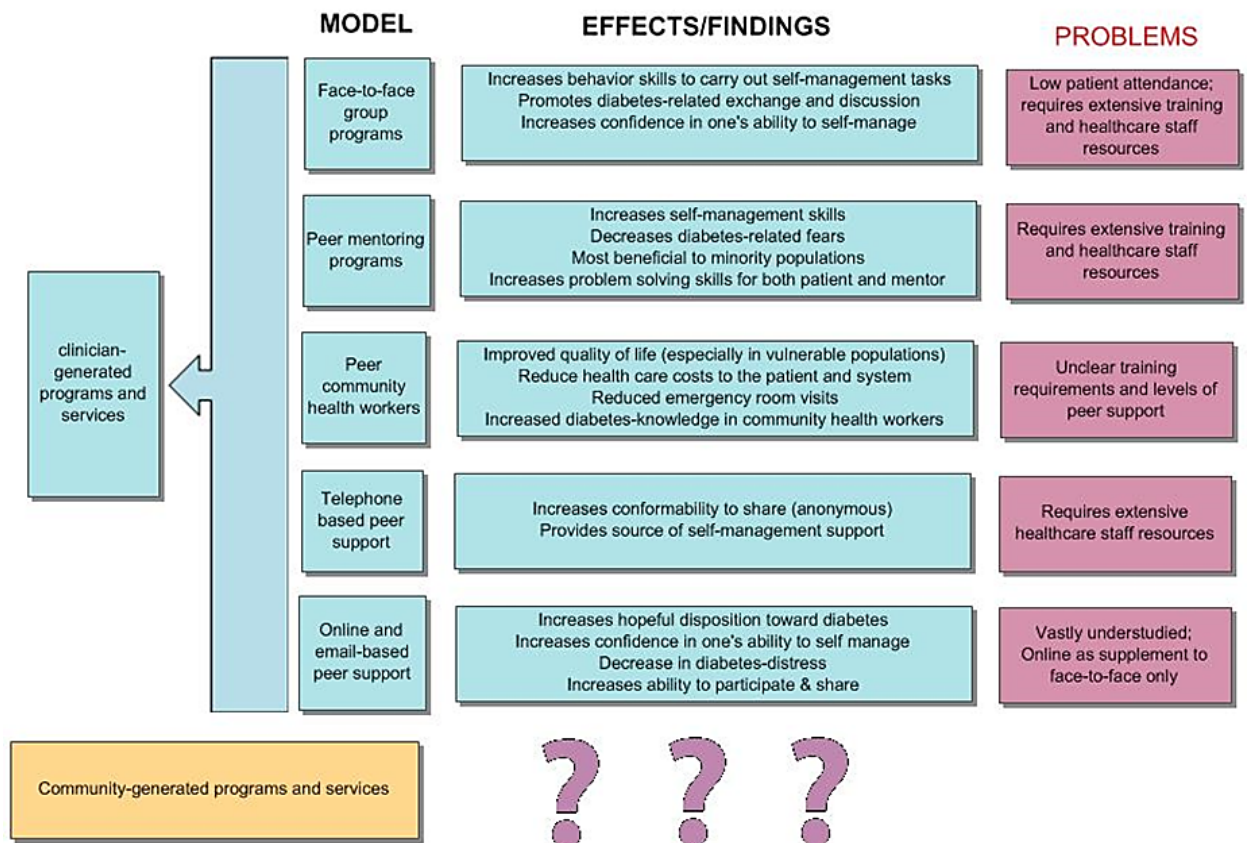 MODEL
EFFECTS/FINDINGS
PROBLEMS
Face-to-face
group
programs
Increases behavior skills to carry out self-management tasks
Promotes diabetes-related exchange and discussion
Increases confidence in one's ability to self-manage
Low patient attendance;
requires extensive training
and healthcare staff
resources
Peer mentoring
programs
Increases self-management skills
Decreases diabetes-related fears
Most beneficial to minority populations
Increases problem solving skills for both patient and mentor
Requires extensive training
and healthcare staff
resources
clinician-
generated
programs and
services
Peer
community
health workers
Improved quality of life (especially in vulnerable populations)
Reduce health care costs to the patient and system
Reduced emergency room visits
Increased diabetes-knowledge in community health workers
Unclear training
requirements and levels of
peer support
Telephone
based peer
support
Increases conformability to share (anonymous)
Provides source of self-management support
Requires extensive
healthcare staff resources
Online and
email-based
peer support
Increases hopeful disposition toward diabetes
Increases confidence in one's ability to self manage
Decrease in diabetes-distress
Increases ability to participate & share
Vastly understudied;
Online as supplement to
face-to-face only
Community-generated programs and services
? ? ?